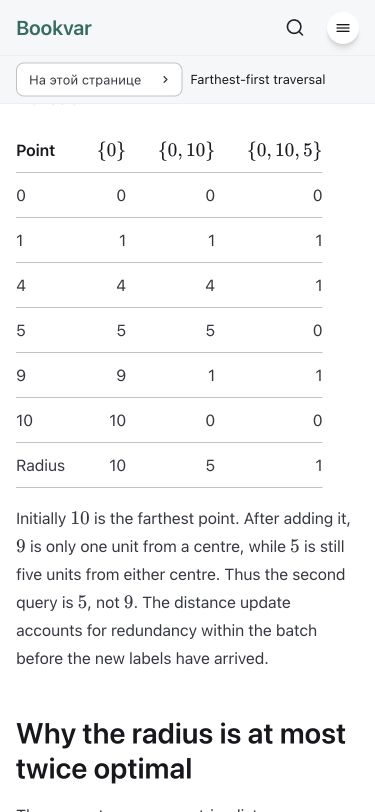 Bookvar
На этой странице > Farthest-first traversal
Point {0} {0, 10} {0, 10, 5}
0 0 0 0
1 1 1 1
4 4 4 1
5 5 5 0
9 9 1 1
10 10 0 0
Radius 10 5 1
Initially 10 is the farthest point. After adding it,
9 is only one unit from a centre, while 5 is still
five units from either centre. Thus the second
query is 5, not 9. The distance update
accounts for redundancy within the batch
before the new labels have arrived.
Why the radius is at most
twice optimal